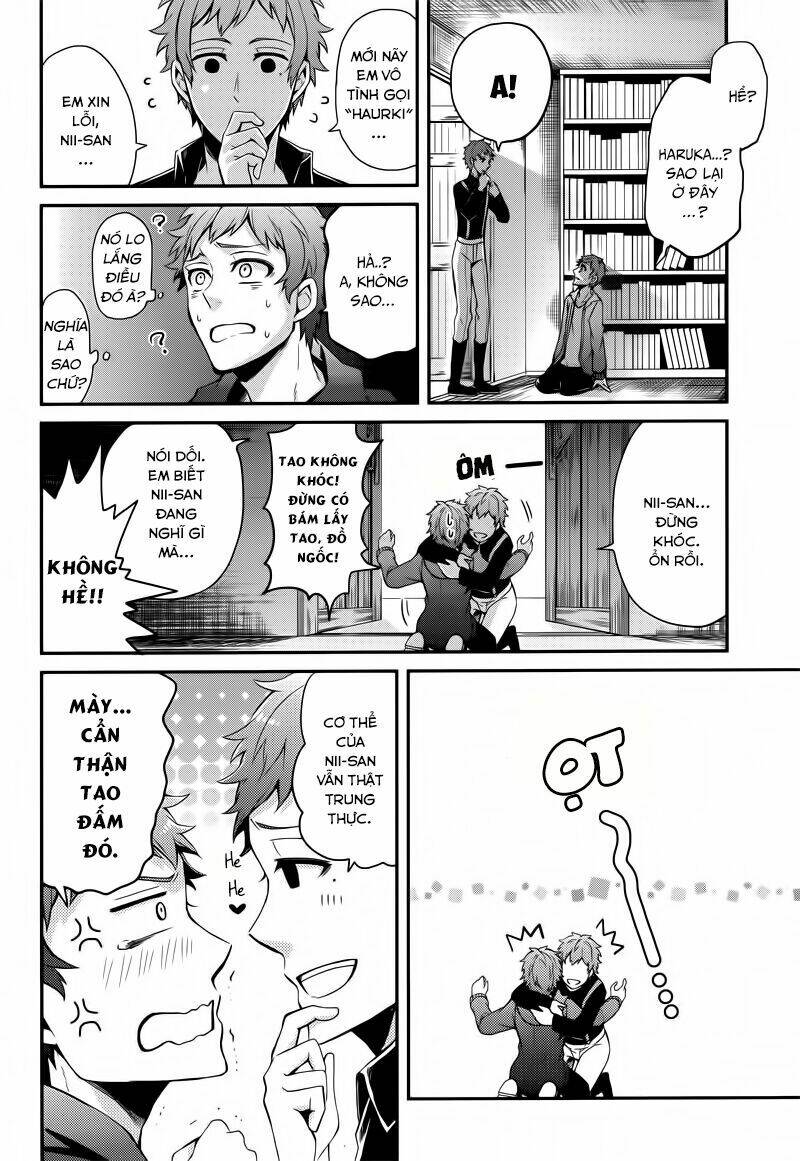 HỀ?
HARUKA...?
SAO LẠI
Ở ĐÂY
...?
A!
MỚI NÃY
EM VÔ
TÌNH GỌI
"HAURKI"
...
EM XIN
LỖI,
NII-SAN
...
HẢ..?
A, KHÔNG
SAO...
?
NÓ LO
LẮNG
ĐIỀU
ĐÓ À?
?
NGHĨA
LÀ
SAO
CHỨ?
NII-SAN...
ĐỪNG
KHÓC.
ỔN RỒI.
ÔM
TAO KHÔNG
KHÓC!
ĐỪNG CÓ
BÁM LẤY
TAO, ĐỒ
NGỐC!
NÓI DỐI.
EM BIẾT
NII-SAN
ĐANG
NGHĨ GÌ
MÀ...
KHÔNG
HỀ!!
ỌT
CƠ THỂ
CỦA
NII-SAN
VẪN THẬT
TRUNG
THỰC.
He
He
MÀY...
CẨN
THẬN
TAO
ĐẤM
ĐÓ.